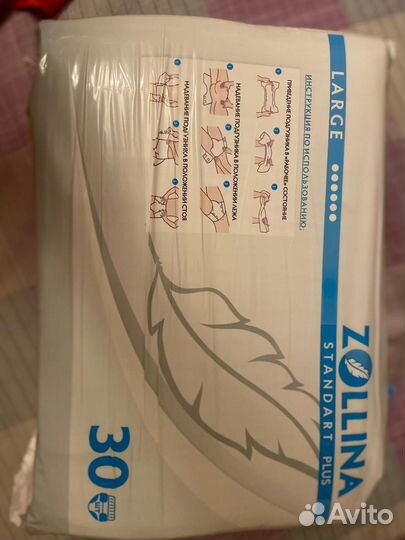 LARGE
ZOLLINA
STANDART PLUS
30
ИНСТРУКЦИЯ ПО ИСПОЛЬЗОВАНИЮ:
ПРИВЕДЕНИЕ ПОДГУЗНИКА В «РАБОЧЕЕ» СОСТОЯНИЕ
НАДЕВАНИЕ ПОДГУЗНИКА В ПОЛОЖЕНИИ ЛЕЖА
НАДЕВАНИЕ ПОДГУЗНИКА В ПОЛОЖЕНИИ СТОЯ
Avito